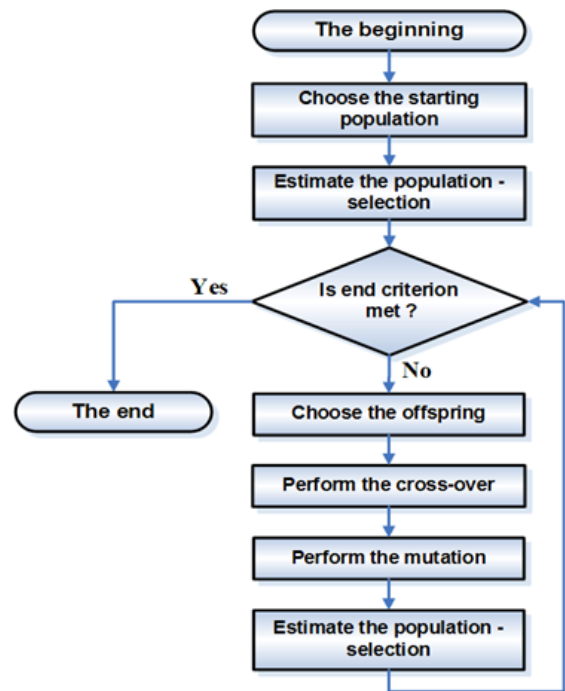 The beginning
Choose the starting
population
Estimate the population -
selection
Is end criterion
met ?
Yes
No
The end
Choose the offspring
Perform the cross-over
Perform the mutation
Estimate the population -
selection